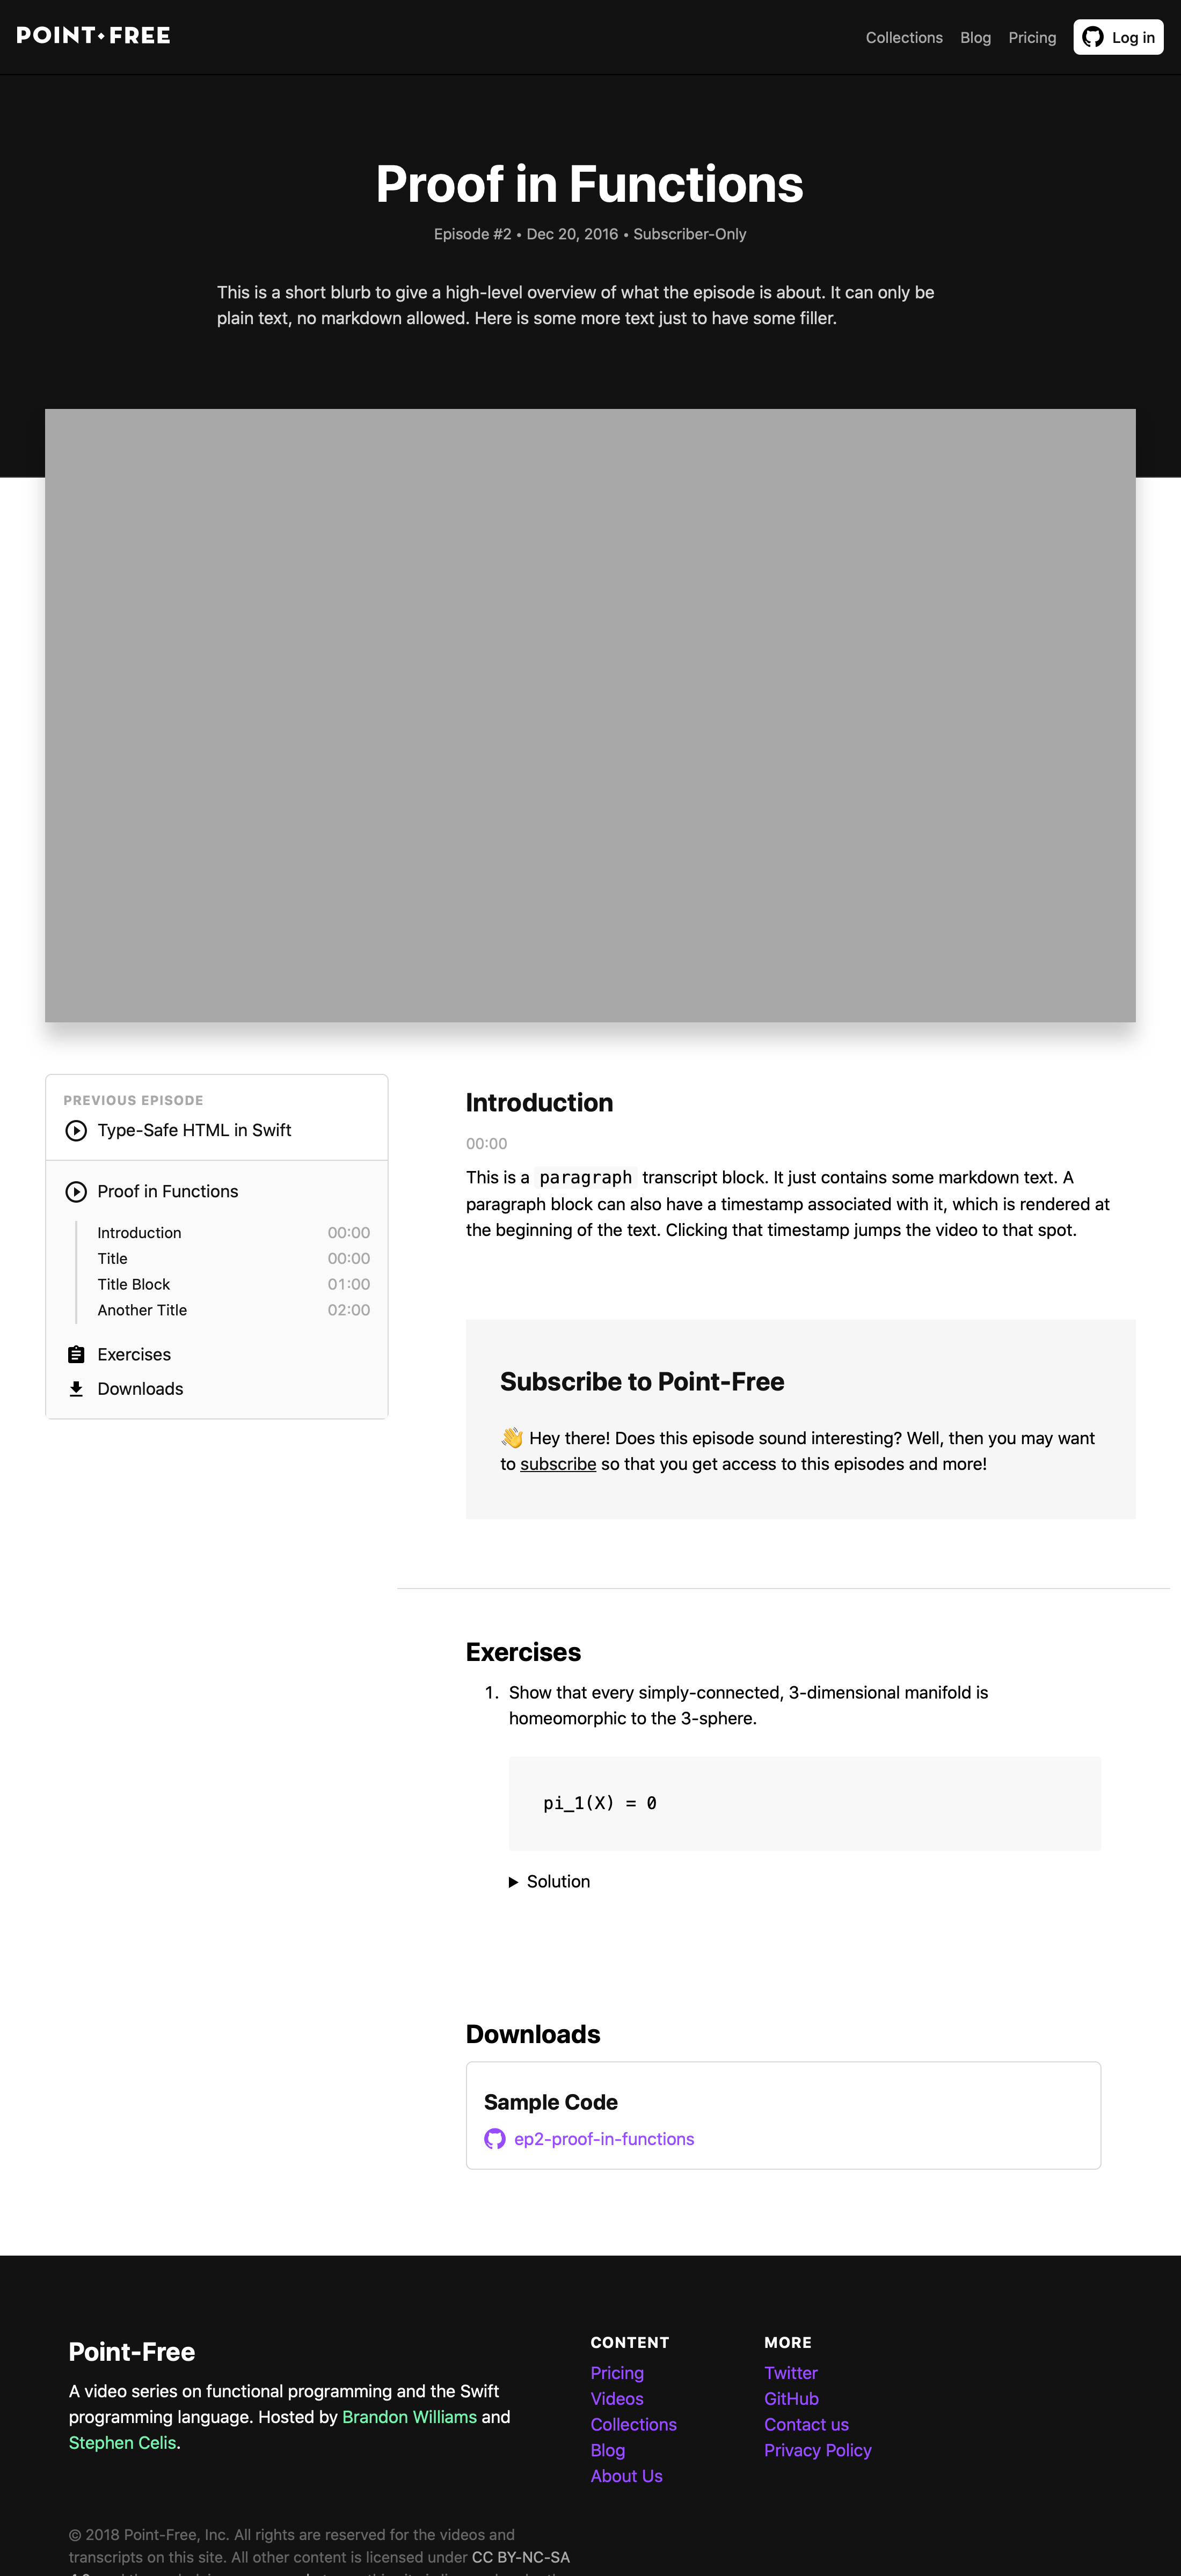 POINT•FREE
Collections Blog Pricing Log in
Proof in Functions
Episode #2 • Dec 20, 2016 • Subscriber-Only
This is a short blurb to give a high-level overview of what the episode is about. It can only be
plain text, no markdown allowed. Here is some more text just to have some filler.
PREVIOUS EPISODE
Type-Safe HTML in Swift
Proof in Functions
Introduction 00:00
Title 00:00
Title Block 01:00
Another Title 02:00
Exercises
Downloads
Introduction
00:00
This is a paragraph transcript block. It just contains some markdown text. A
paragraph block can also have a timestamp associated with it, which is rendered at
the beginning of the text. Clicking that timestamp jumps the video to that spot.
Subscribe to Point-Free
👋 Hey there! Does this episode sound interesting? Well, then you may want
to subscribe so that you get access to this episodes and more!
Exercises
1. Show that every simply-connected, 3-dimensional manifold is
homeomorphic to the 3-sphere.
pi_1(X) = 0
Solution
Downloads
Sample Code
ep2-proof-in-functions
Point-Free
A video series on functional programming and the Swift
programming language. Hosted by Brandon Williams and
Stephen Celis.
CONTENT
Pricing
Videos
Collections
Blog
About Us
MORE
Twitter
GitHub
Contact us
Privacy Policy
© 2018 Point-Free, Inc. All rights are reserved for the videos and
transcripts on this site. All other content is licensed under CC BY-NC-SA